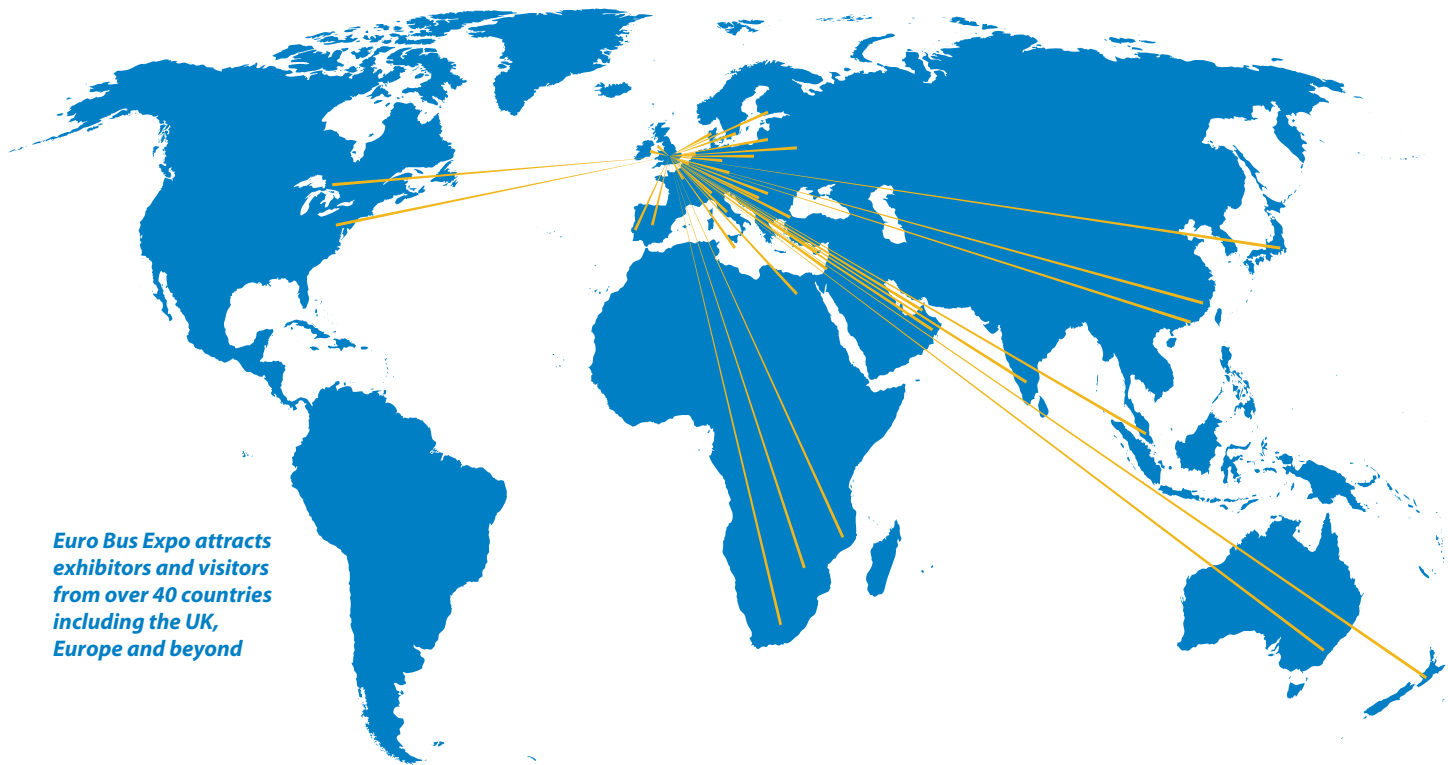 Euro Bus Expo attracts
exhibitors and visitors
from over 40 countries
including the UK,
Europe and beyond